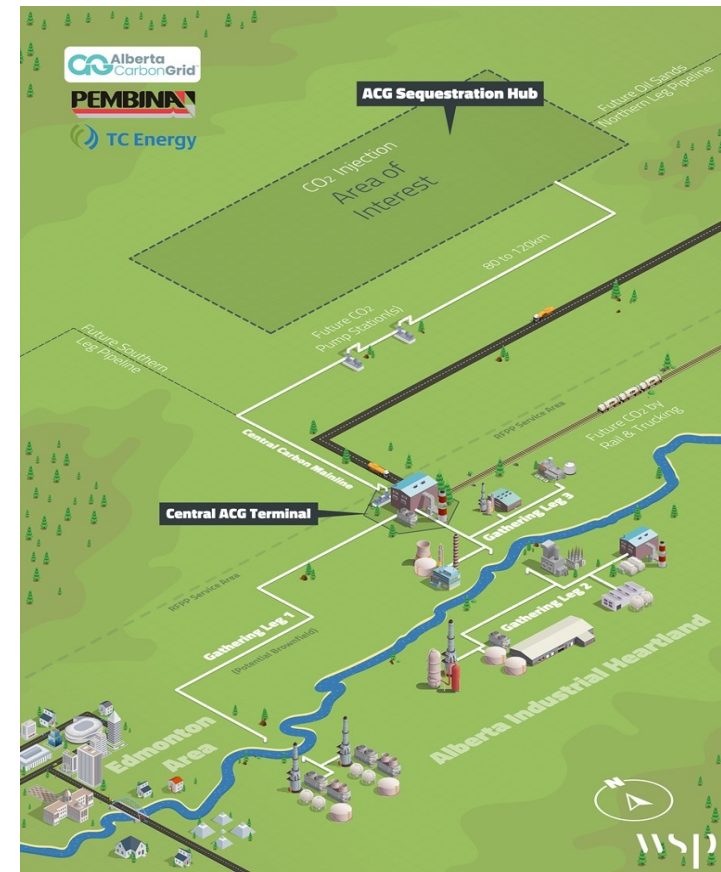 Alberta
CarbonGrid
PEMBINA
TC Energy
ACG Sequestration Hub
Future Oil Sands
Northern Leg Pipeline
CO₂ Injection
Area of
Interest
80 to 120km
Future CO₂
Pump Station(s)
Future Southern
Leg Pipeline
Central Carbon Mainline
RFPP Service Area
Future CO₂ by
Rail & Trucking
Central ACG Terminal
Gathering Leg 3
RFPP Service Area
Gathering Leg 1
(Potential Brownfield)
Gathering Leg 2
Alberta Industrial Heartland
Edmonton
Area
N
wsp